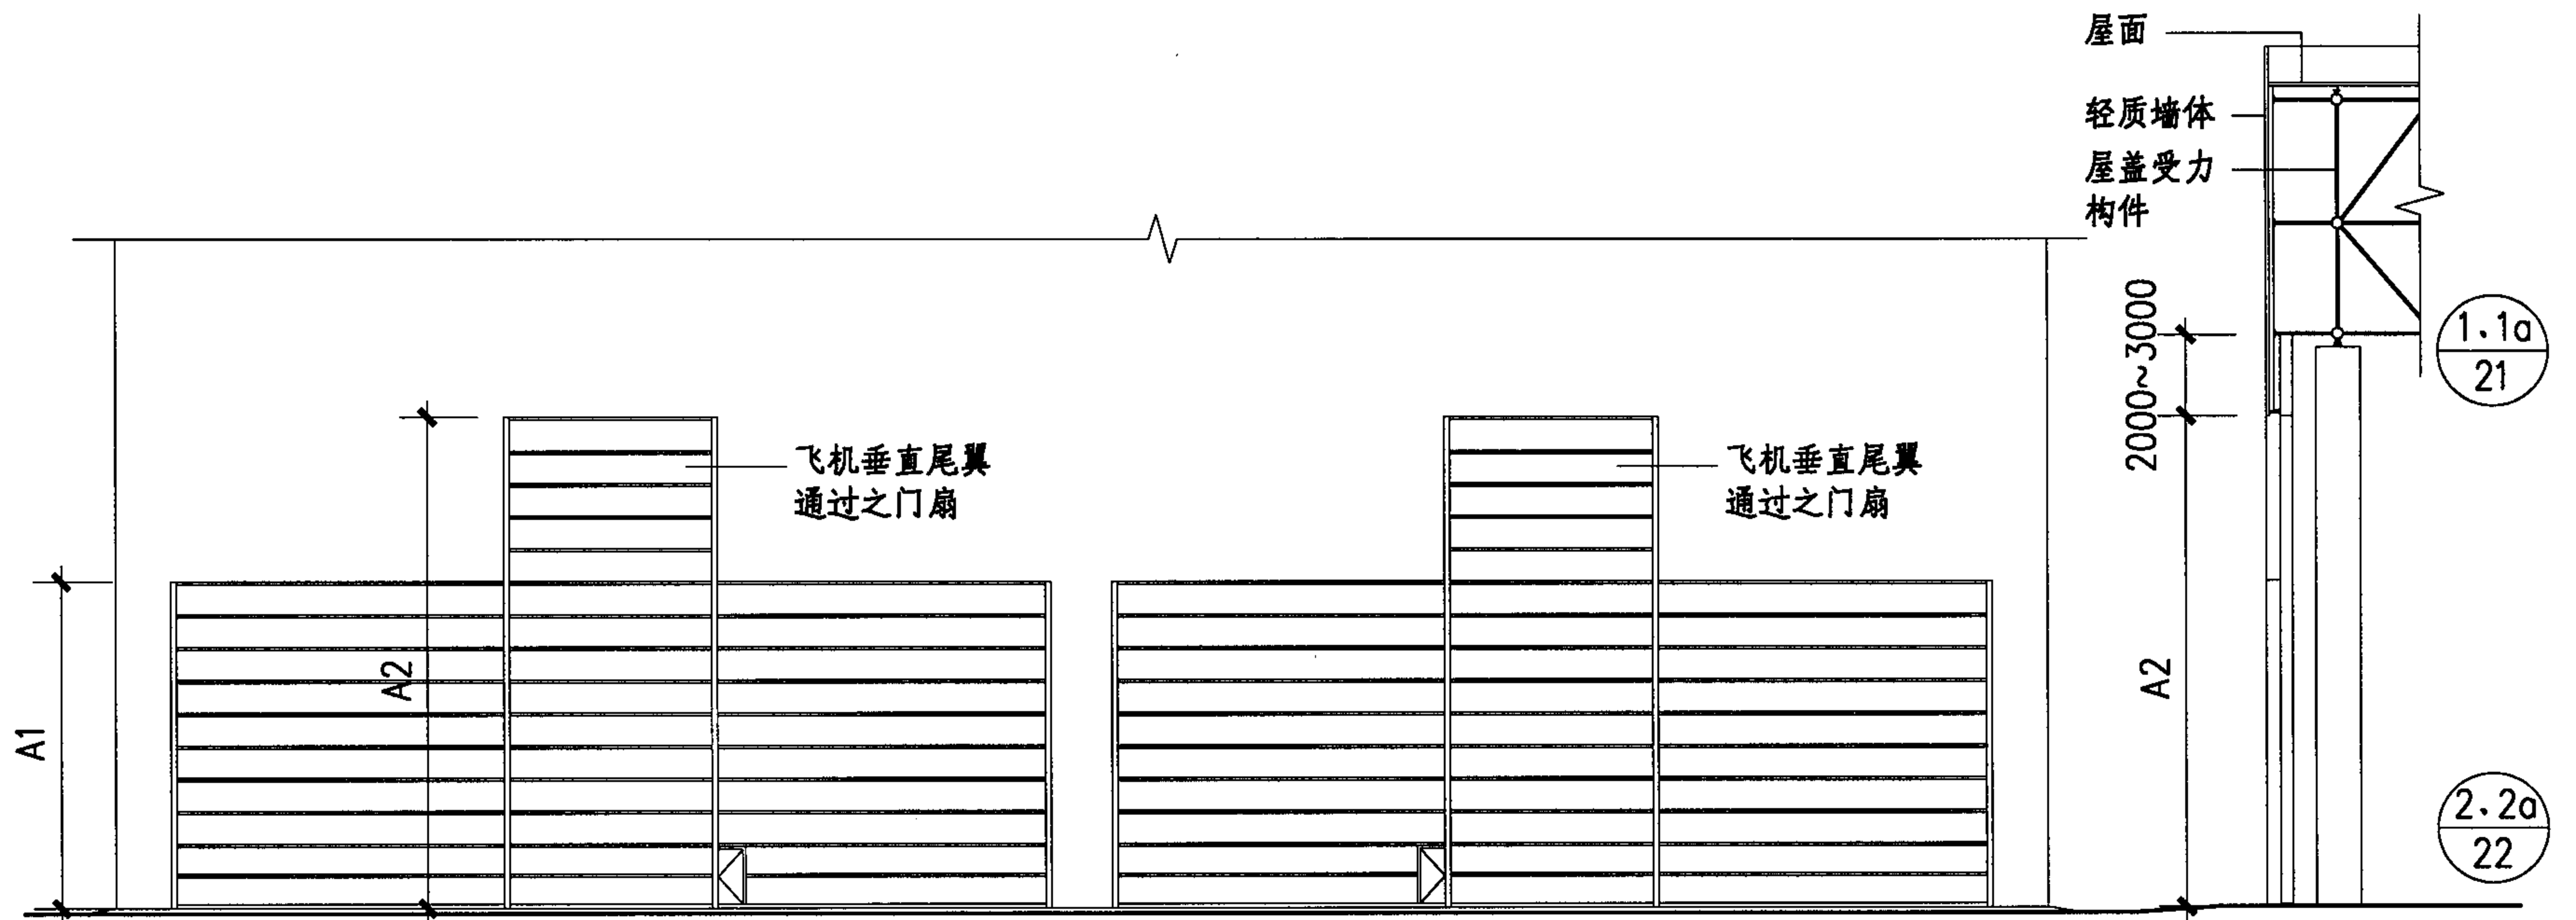 屋面
轻质墙体
屋盖受力
构件
2000~3000
1.1a
21
飞机垂直尾翼
通过之门扇
飞机垂直尾翼
通过之门扇
A1
A2
A2
2.2a
22